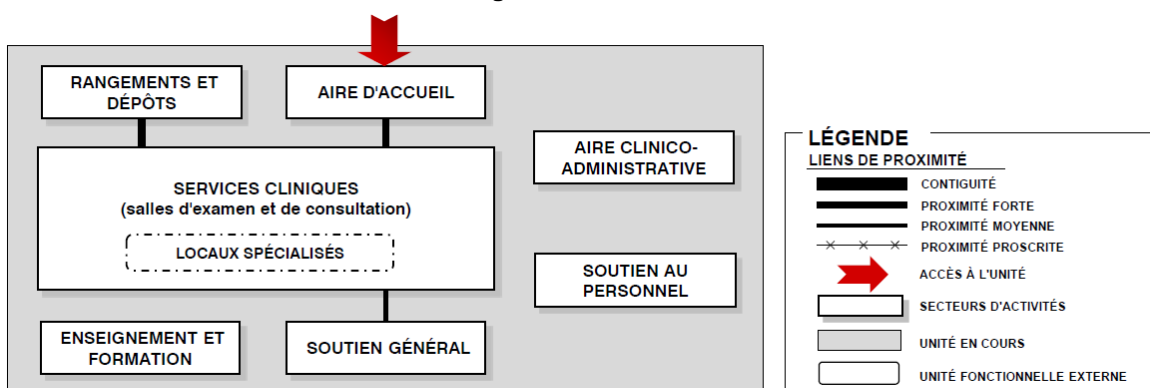 RANGEMENTS ET
DÉPÔTS
AIRE D'ACCUEIL
AIRE CLINICO-
ADMINISTRATIVE
SERVICES CLINIQUES
(salles d'examen et de consultation)
LOCAUX SPÉCIALISÉS
SOUTIEN AU
PERSONNEL
ENSEIGNEMENT ET
FORMATION
SOUTIEN GÉNÉRAL
LÉGENDE
LIENS DE PROXIMITÉ
CONTIGUITÉ
PROXIMITÉ FORTE
PROXIMITÉ MOYENNE
PROXIMITÉ PROSCRITE
ACCÈS À L'UNITÉ
SECTEURS D'ACTIVITÉS
UNITÉ EN COURS
UNITÉ FONCTIONNELLE EXTERNE